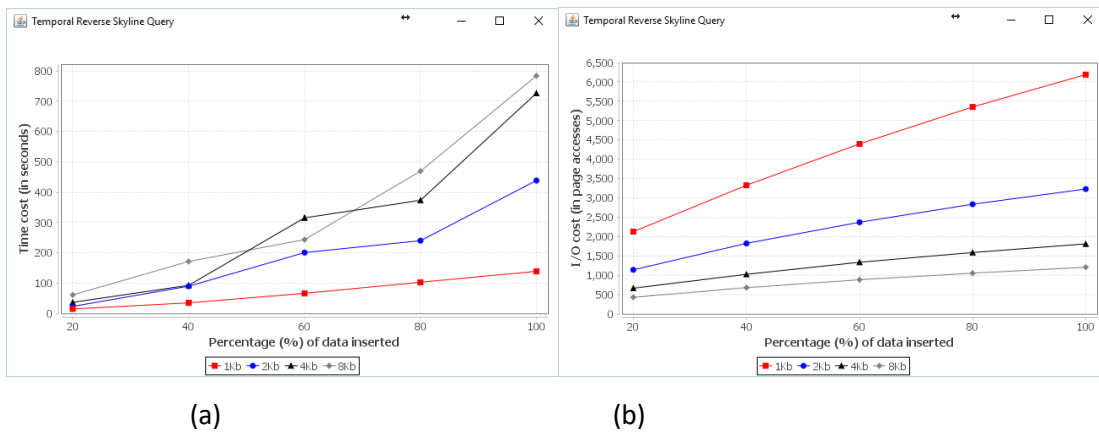 Temporal Reverse Skyline Query
800
700
600
500
400
300
200
100
0
Time cost (in seconds)
20 40 60 80 100
Percentage (%) of data inserted
1Kb 2Kb 4Kb 8Kb
(a)
Temporal Reverse Skyline Query
6,500
6,000
5,500
5,000
4,500
4,000
3,500
3,000
2,500
2,000
1,500
1,000
500
0
I/O cost (in page accesses)
20 40 60 80 100
Percentage (%) of data inserted
1Kb 2Kb 4Kb 8Kb
(b)